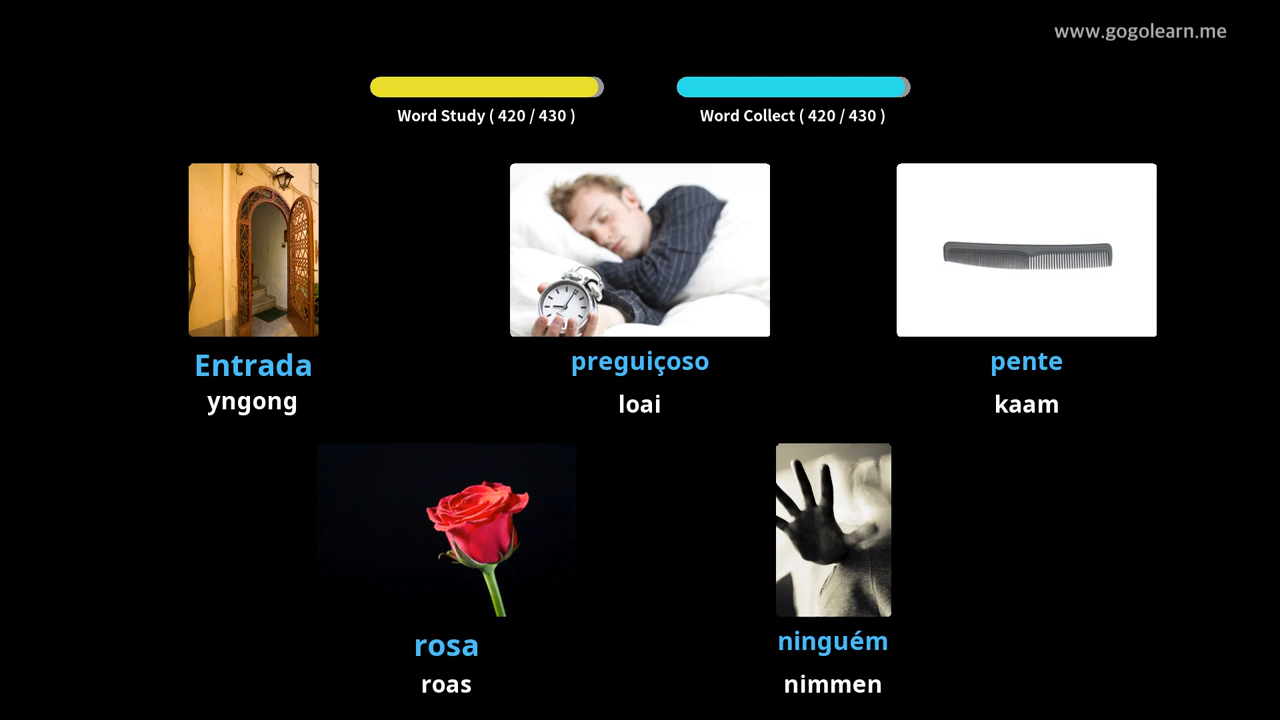 www.gogolearn.me
Word Study ( 420 / 430 )
Word Collect ( 420 / 430 )
Entrada
yngong
preguiçoso
loai
pente
kaam
rosa
roas
ninguém
nimmen